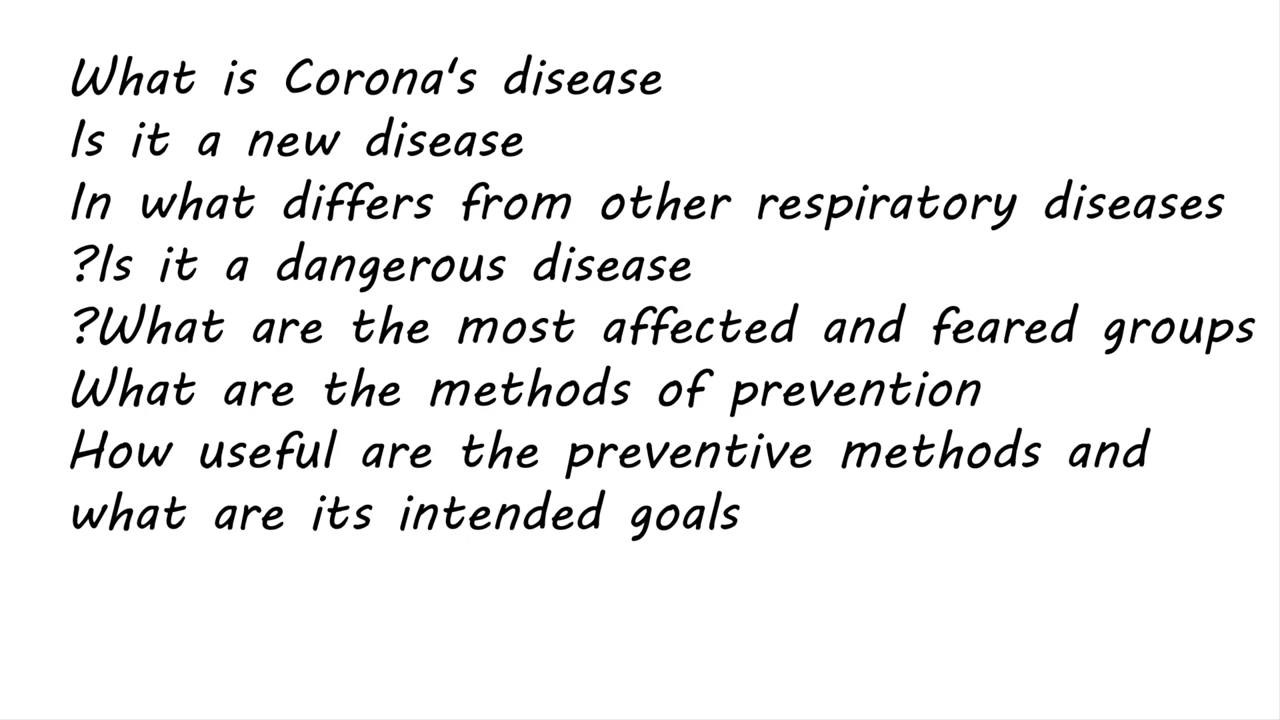 What is Corona's disease
Is it a new disease
In what differs from other respiratory diseases
?Is it a dangerous disease
?What are the most affected and feared groups
What are the methods of prevention
How useful are the preventive methods and
what are its intended goals